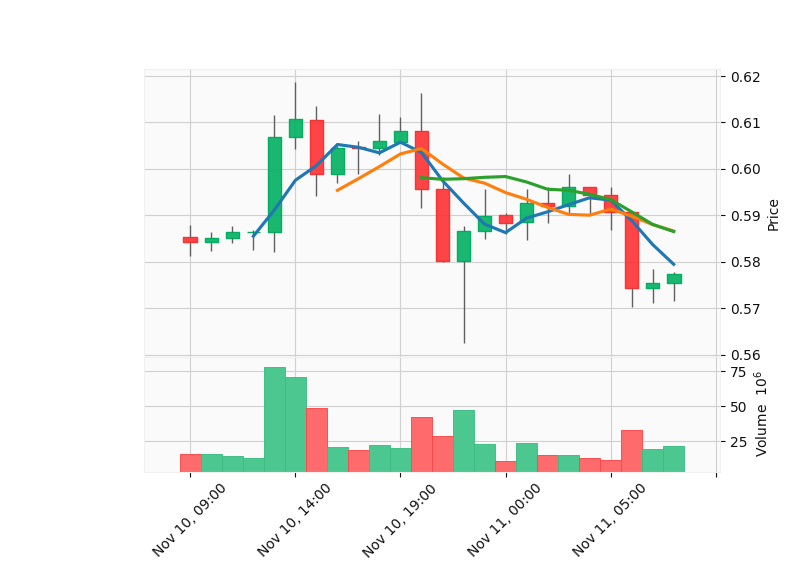 0.62
0.61
0.60
0.59
0.58
0.57
0.56
Price
75
50
25
Volume 10⁶
Nov 10, 09:00
Nov 10, 14:00
Nov 10, 19:00
Nov 11, 00:00
Nov 11, 05:00